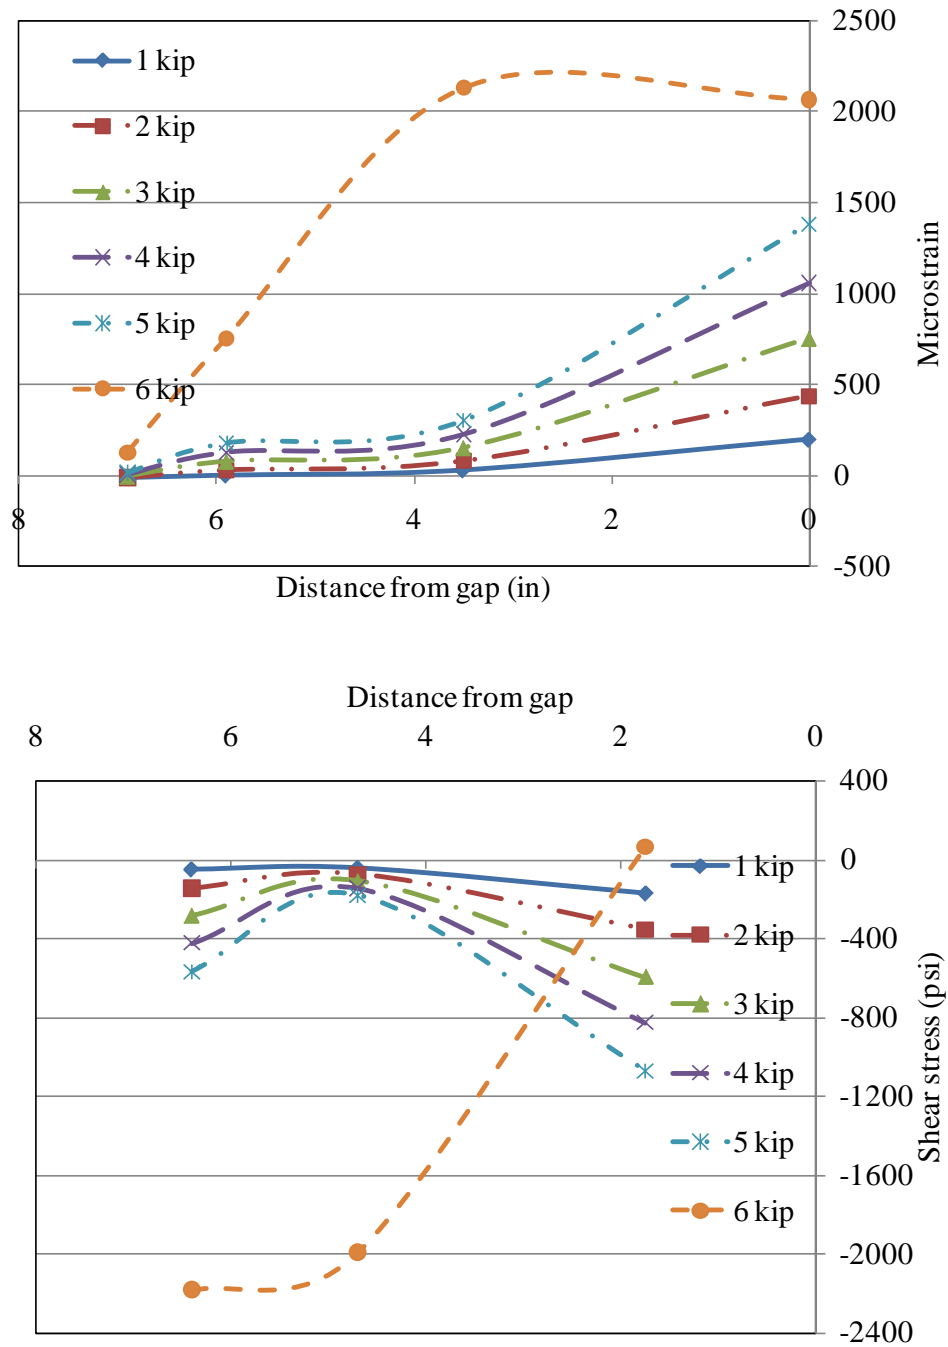 2500
1 kip
2000
2 kip
3 kip
1500
4 kip
1000
5 kip
500
6 kip
0
8 6 4 2 0
-500
Microstrain
Distance from gap (in)
Distance from gap
8 6 4 2 0
400
0
1 kip
-400
2 kip
3 kip
-800
4 kip
-1200
5 kip
-1600
6 kip
-2000
-2400
Shear stress (psi)